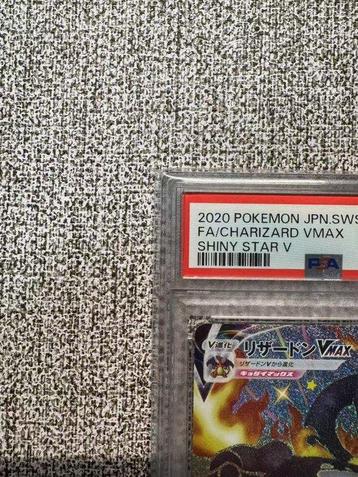 2020 POKEMON JPN.SWS
FA/CHARIZARD VMAX
SHINY STAR V
PSA
V進化
リザードンVMAX
リザードンVから進化
キョダイマックス